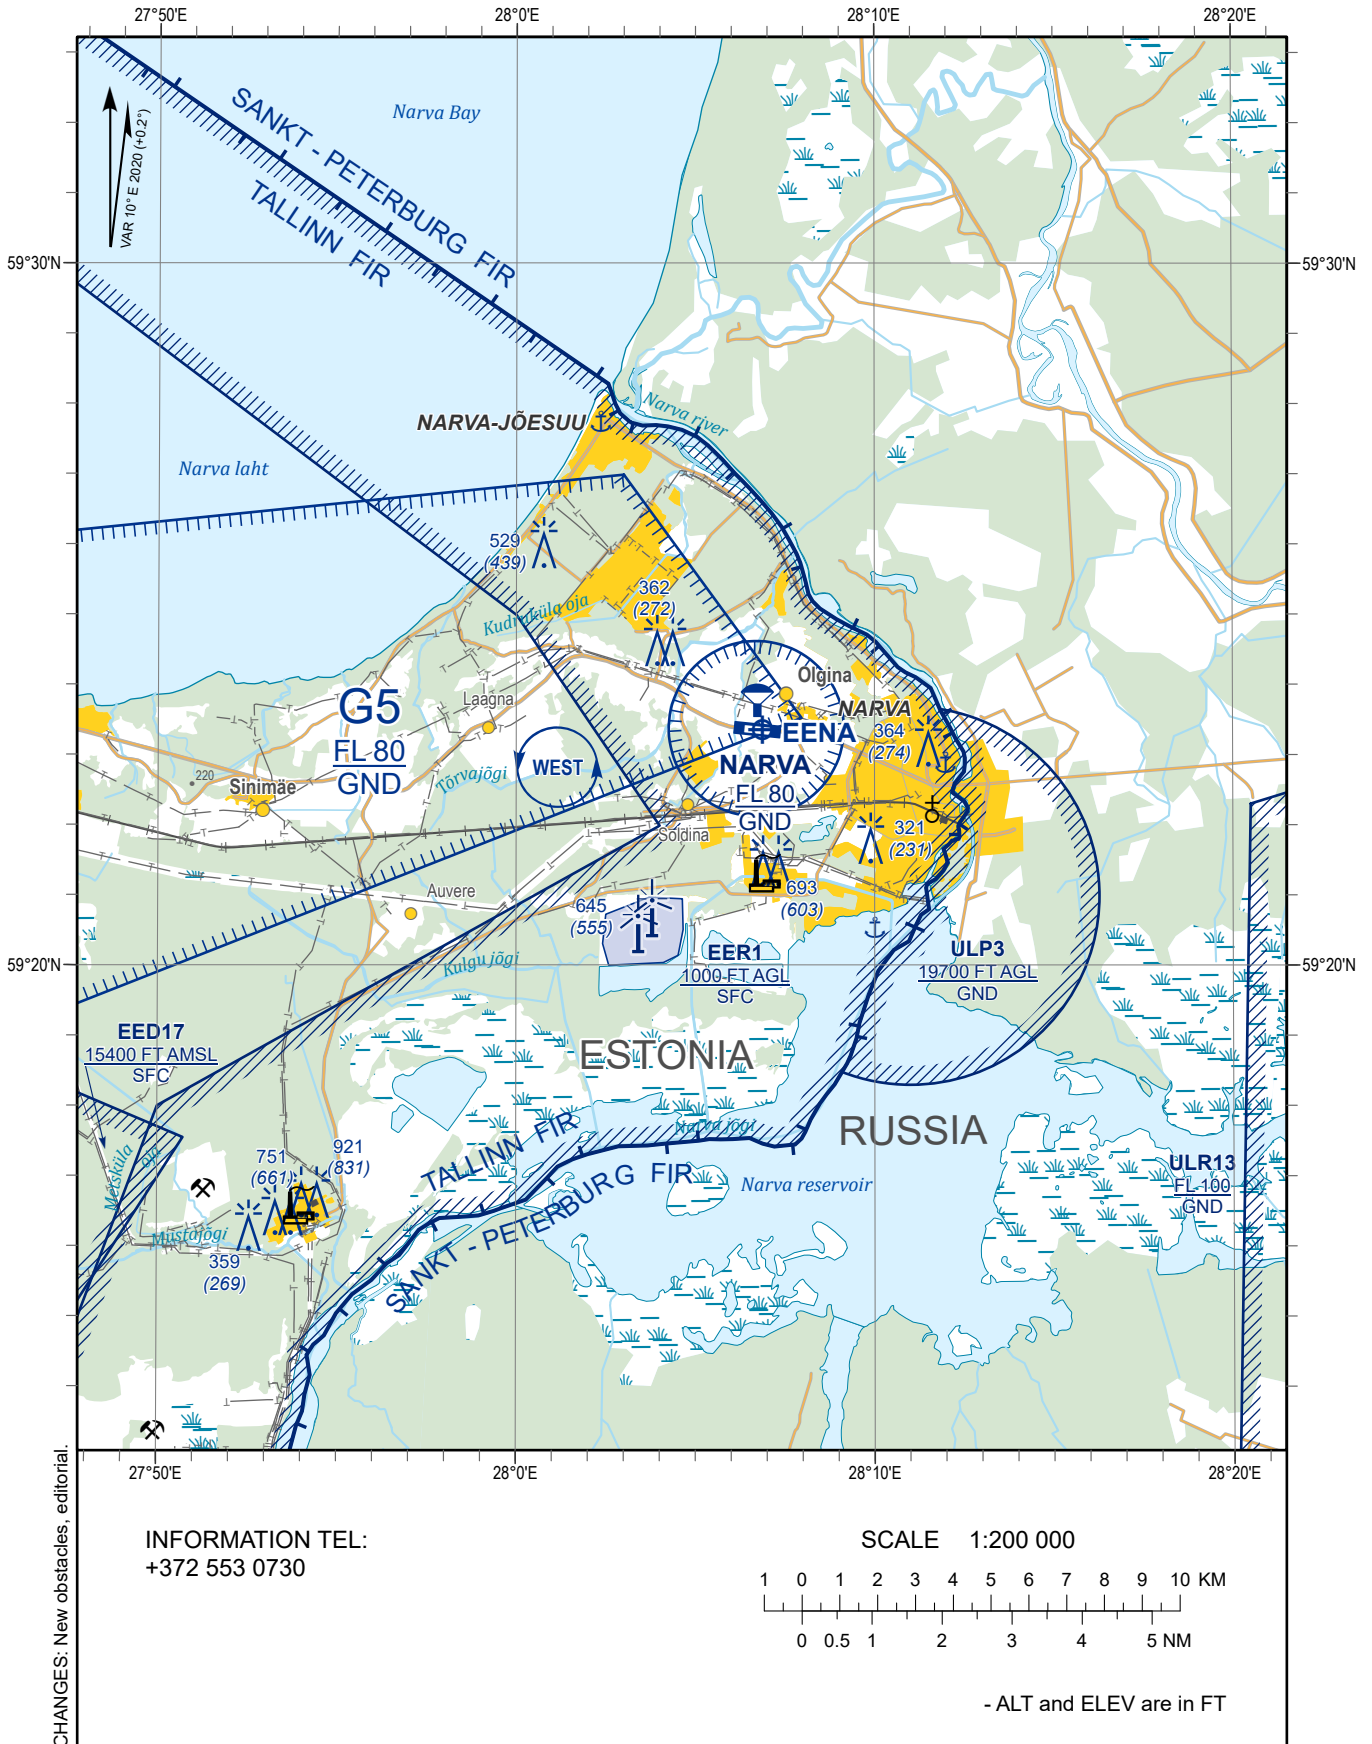 27°50'E
28°0'E
28°10'E
28°20'E
VAR 10° E 2020 (+0.2°)
Narva Bay
SANKT - PETERBURG FIR
TALLINN FIR
59°30'N
59°30'N
NARVA-JÕESUU
Narva river
Narva laht
529
(439)
362
(272)
Kudruküla oja
Olgina
Laagna
G5
FL 80
GND
NARVA
364
(274)
EENA
NARVA
FL 80
GND
WEST
Tõrvajõgi
220
Sinimäe
Soldina
321
(231)
Auvere
693
(603)
645
(555)
Kulgu jõgi
EER1
1000 FT AGL
SFC
ULP3
19700 FT AGL
GND
59°20'N
59°20'N
EED17
15400 FT AMSL
SFC
ESTONIA
RUSSIA
Narva jõgi
TALLINN FIR
SANKT - PETERBURG FIR
Narva reservoir
Metsküla
oja
751
(661)
921
(831)
ULR13
FL 100
GND
Mustajõgi
359
(269)
27°50'E
28°0'E
28°10'E
28°20'E
CHANGES: New obstacles, editorial.
INFORMATION TEL:
+372 553 0730
SCALE 1:200 000
1 0 1 2 3 4 5 6 7 8 9 10 KM
0 0.5 1 2 3 4 5 NM
- ALT and ELEV are in FT